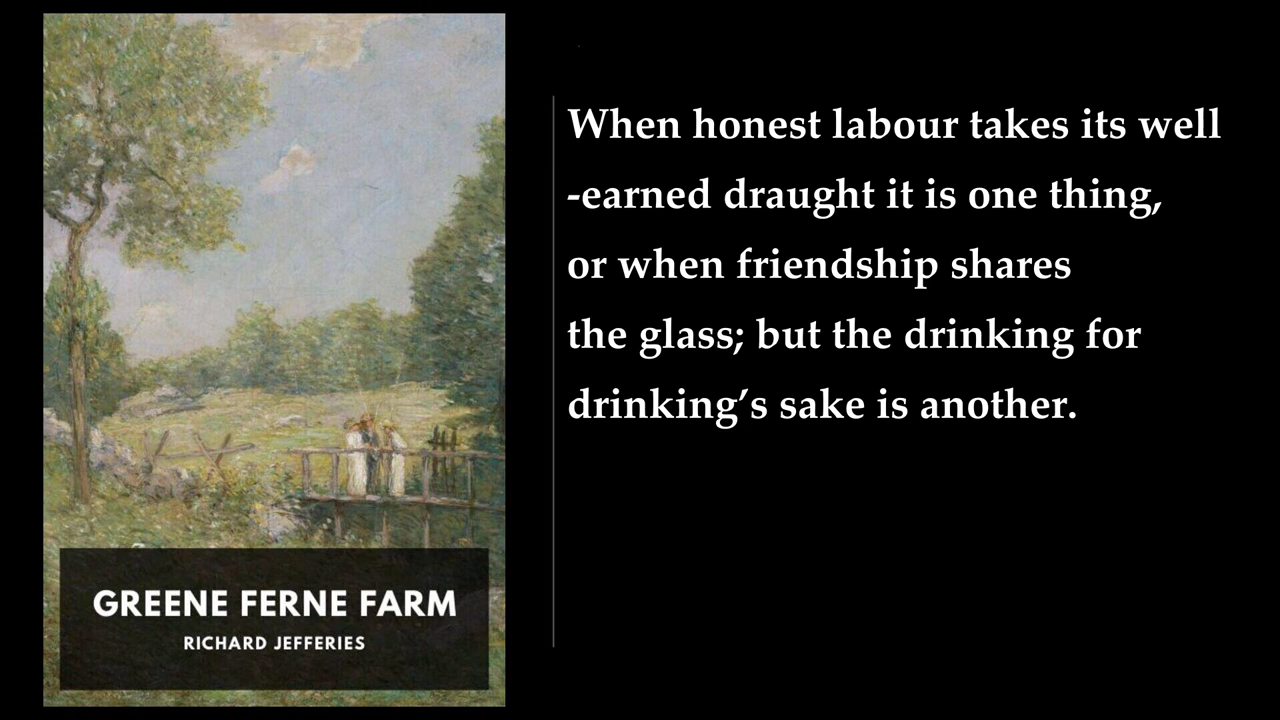 GREENE FERNE FARM
RICHARD JEFFERIES
When honest labour takes its well
-earned draught it is one thing,
or when friendship shares
the glass; but the drinking for
drinking’s sake is another.